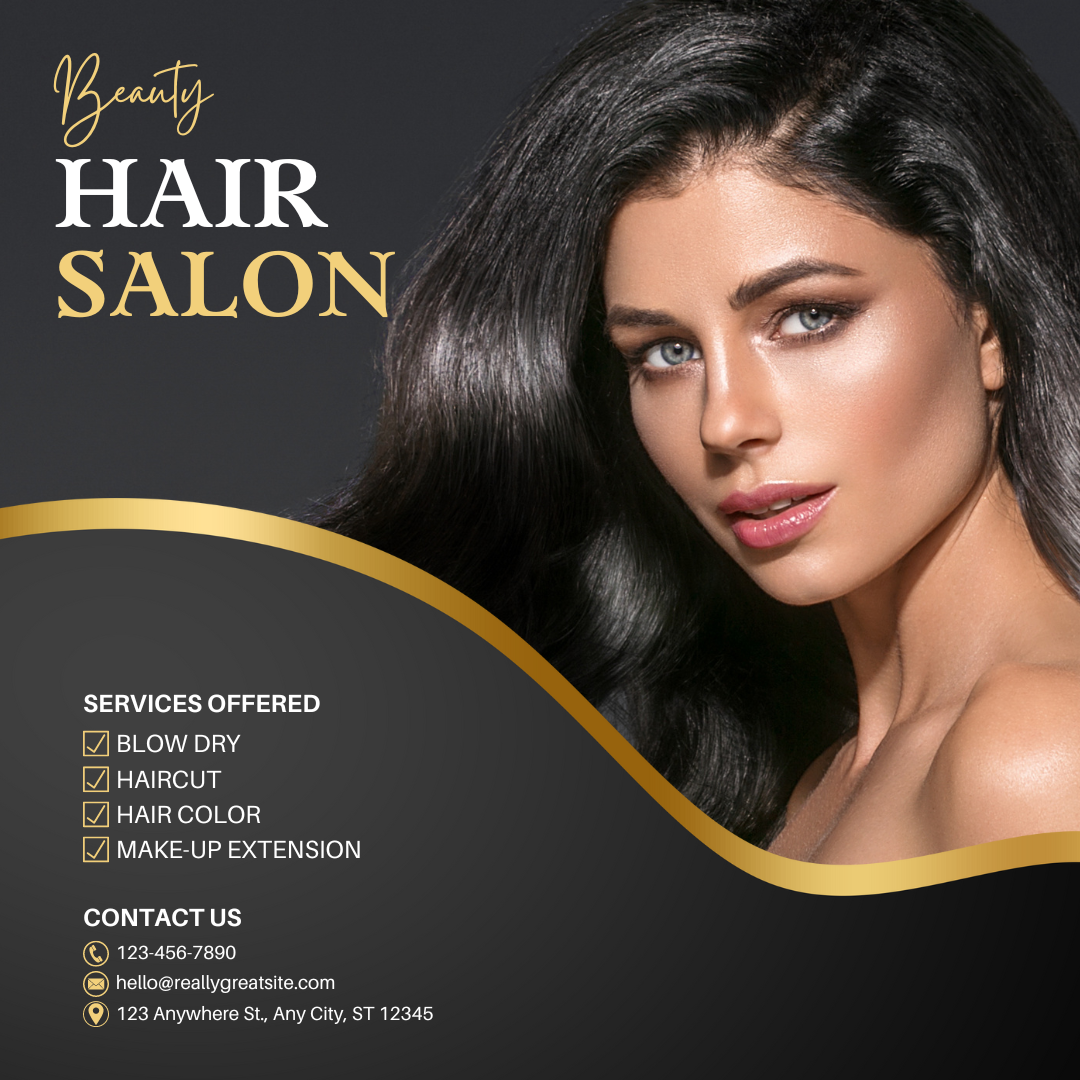 Beauty
HAIR
SALON
SERVICES OFFERED
BLOW DRY
HAIRCUT
HAIR COLOR
MAKE-UP EXTENSION
CONTACT US
123-456-7890
hello@reallygreatsite.com
123 Anywhere St., Any City, ST 12345